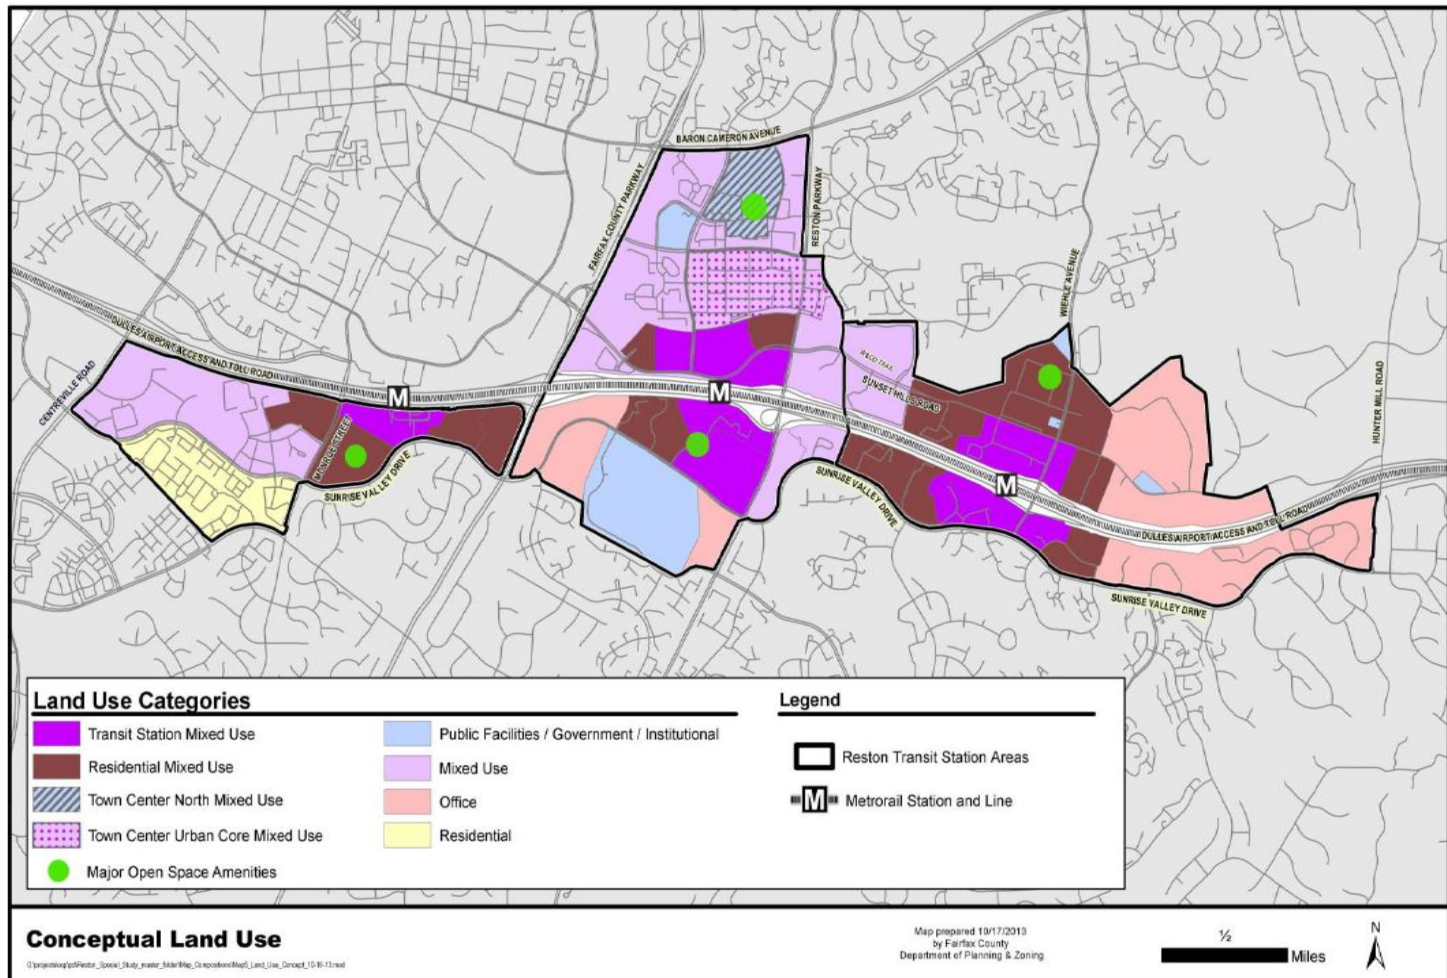 BARON CAMERON AVENUE
FAIRFAX COUNTY PARKWAY
RESTON PARKWAY
WIEHLE AVENUE
DULLES AIRPORT ACCESS AND TOLL ROAD
CENTREVILLE ROAD
M
M
W&OD TRAIL
SUNSET HILLS ROAD
HUNTER MILL ROAD
MONROE STREET
SUNRISE VALLEY DRIVE
SUNRISE VALLEY DRIVE
M
DULLES AIRPORT ACCESS AND TOLL ROAD
SUNRISE VALLEY DRIVE
Land Use Categories
Transit Station Mixed Use
Residential Mixed Use
Town Center North Mixed Use
Town Center Urban Core Mixed Use
Major Open Space Amenities
Public Facilities / Government / Institutional
Mixed Use
Office
Residential
Legend
Reston Transit Station Areas
M
Metrorail Station and Line
Conceptual Land Use
Map prepared 10/17/2013
by Fairfax County
Department of Planning & Zoning
½
Miles
N